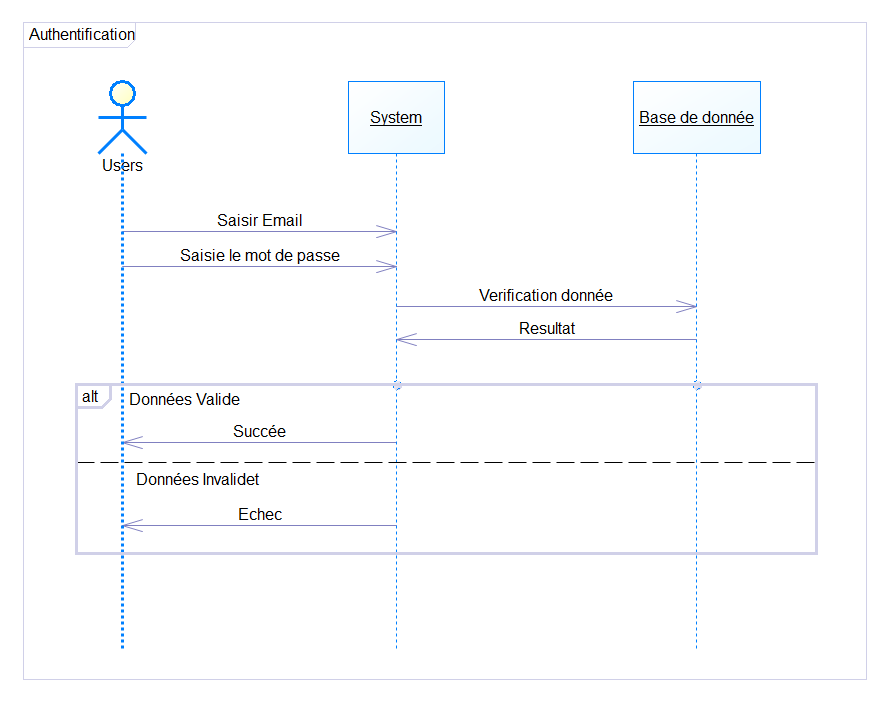 Authentification
System
Base de donnée
Users
Saisir Email
Saisie le mot de passe
Verification donnée
Resultat
alt
Données Valide
Succée
Données Invalidet
Echec